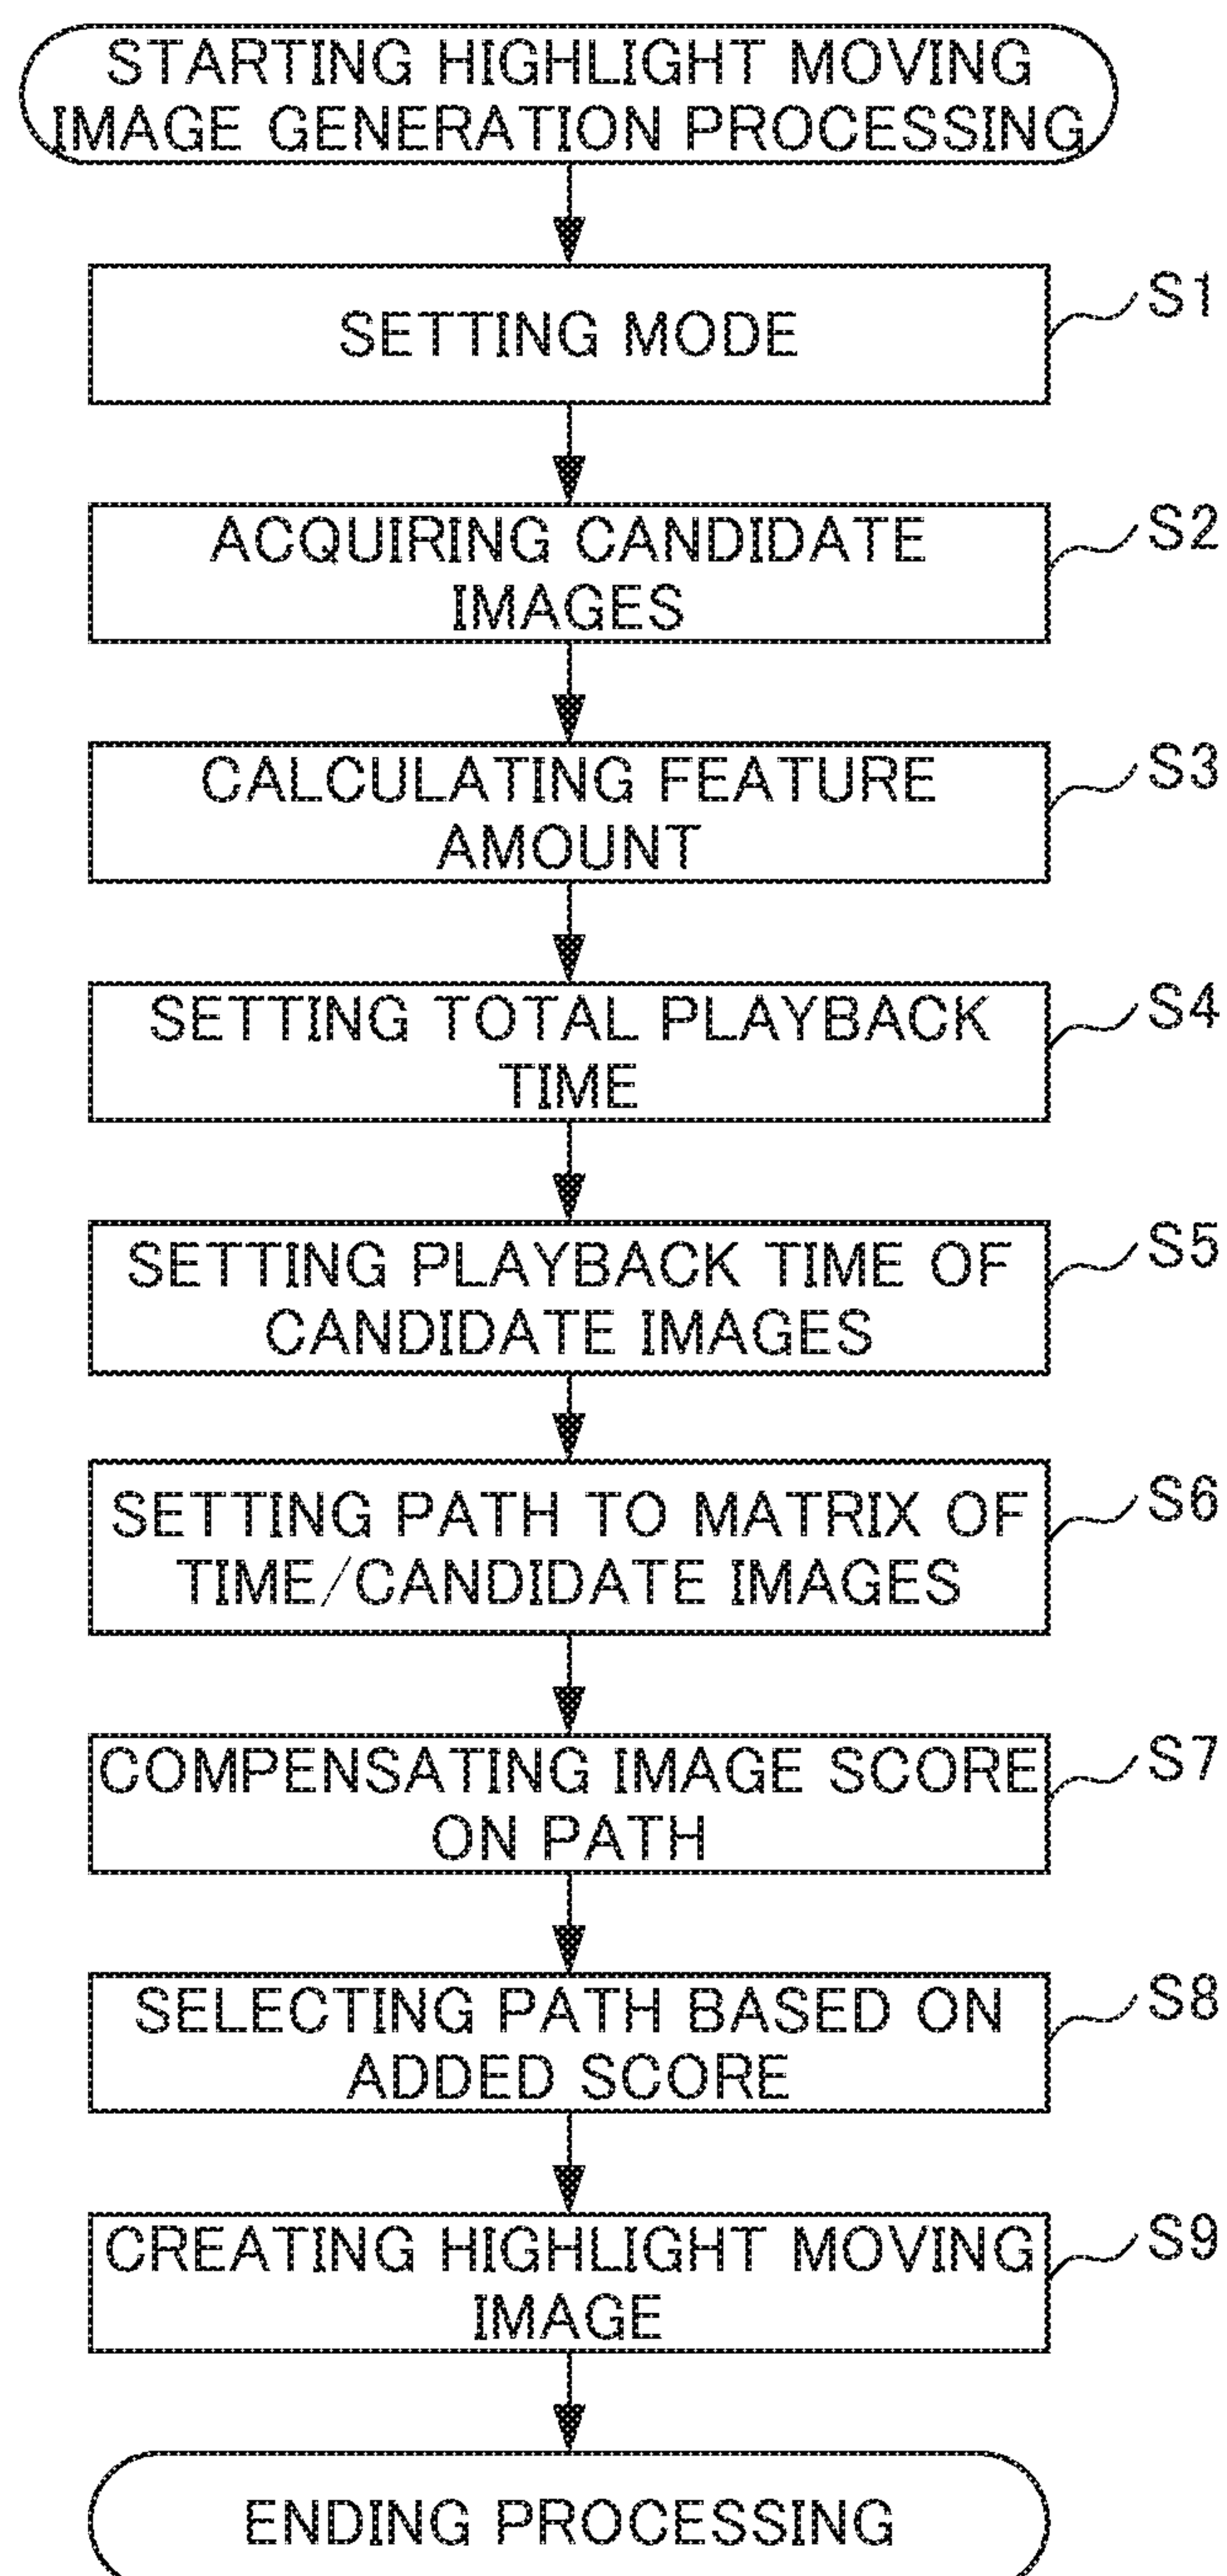 STARTING HIGHLIGHT MOVING
IMAGE GENERATION PROCESSING
SETTING MODE
S1
ACQUIRING CANDIDATE
IMAGES
S2
CALCULATING FEATURE
AMOUNT
S3
SETTING TOTAL PLAYBACK
TIME
S4
SETTING PLAYBACK TIME OF
CANDIDATE IMAGES
S5
SETTING PATH TO MATRIX OF
TIME/CANDIDATE IMAGES
S6
COMPENSATING IMAGE SCORE
ON PATH
S7
SELECTING PATH BASED ON
ADDED SCORE
S8
CREATING HIGHLIGHT MOVING
IMAGE
S9
ENDING PROCESSING